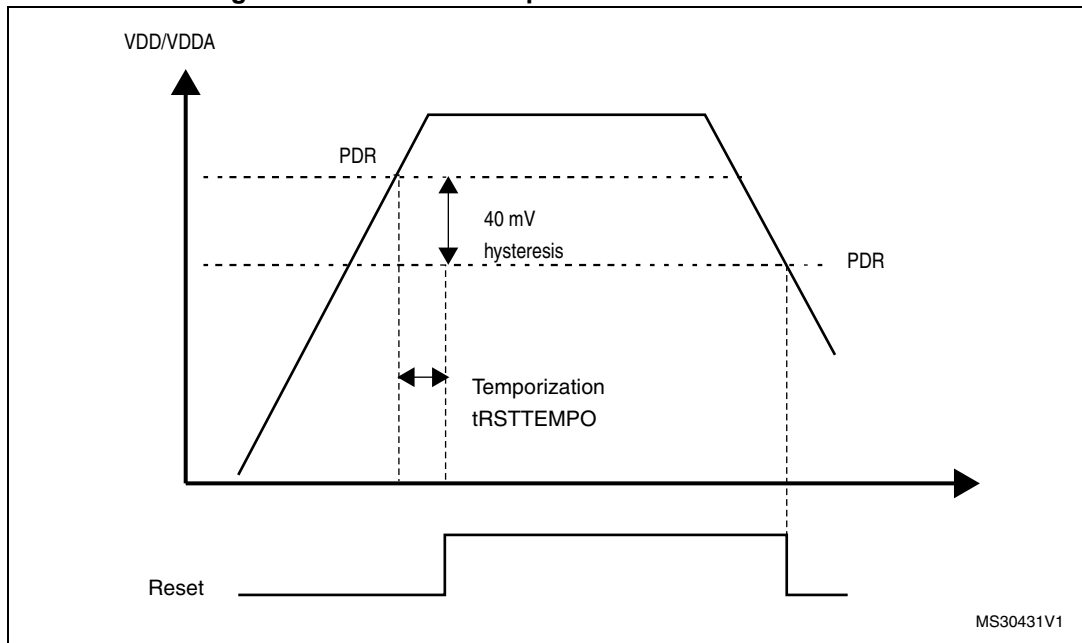 VDD/VDDA
PDR
40 mV
hysteresis
PDR
Temporization
tRSTTEMPO
Reset
MS30431V1